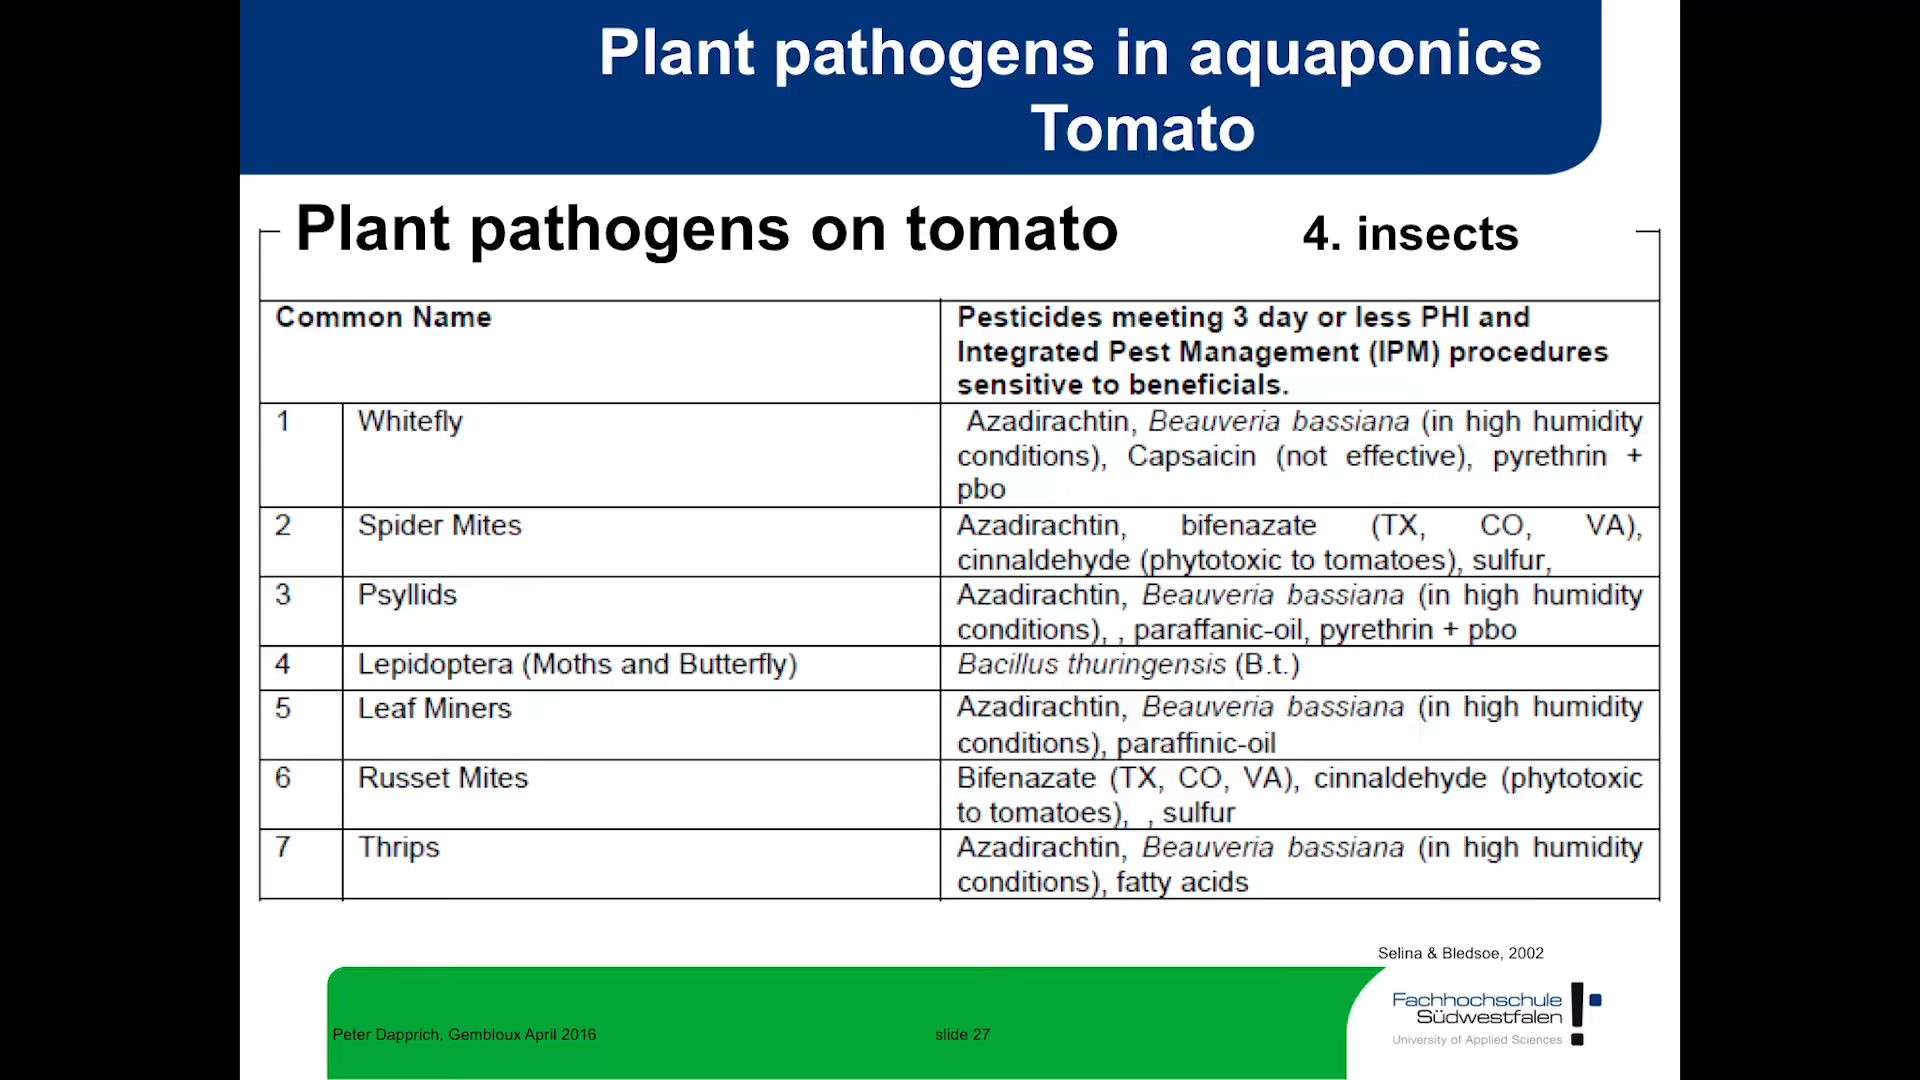 Plant pathogens in aquaponics
Tomato
Plant pathogens on tomato 4. insects
Common Name
Pesticides meeting 3 day or less PHI and
Integrated Pest Management (IPM) procedures
sensitive to beneficials.
1 Whitefly
Azadirachtin, Beauveria bassiana (in high humidity
conditions), Capsaicin (not effective), pyrethrin +
pbo
2 Spider Mites
Azadirachtin, bifenazate (TX, CO, VA),
cinnaldehyde (phytotoxic to tomatoes), sulfur,
3 Psyllids
Azadirachtin, Beauveria bassiana (in high humidity
conditions), , paraffanic-oil, pyrethrin + pbo
4 Lepidoptera (Moths and Butterfly)
Bacillus thuringensis (B.t.)
5 Leaf Miners
Azadirachtin, Beauveria bassiana (in high humidity
conditions), paraffinic-oil
6 Russet Mites
Bifenazate (TX, CO, VA), cinnaldehyde (phytotoxic
to tomatoes), , sulfur
7 Thrips
Azadirachtin, Beauveria bassiana (in high humidity
conditions), fatty acids
Selina & Bledsoe, 2002
Peter Dapprich, Gembloux April 2016
slide 27
Fachhochschule
Südwestfalen
University of Applied Sciences